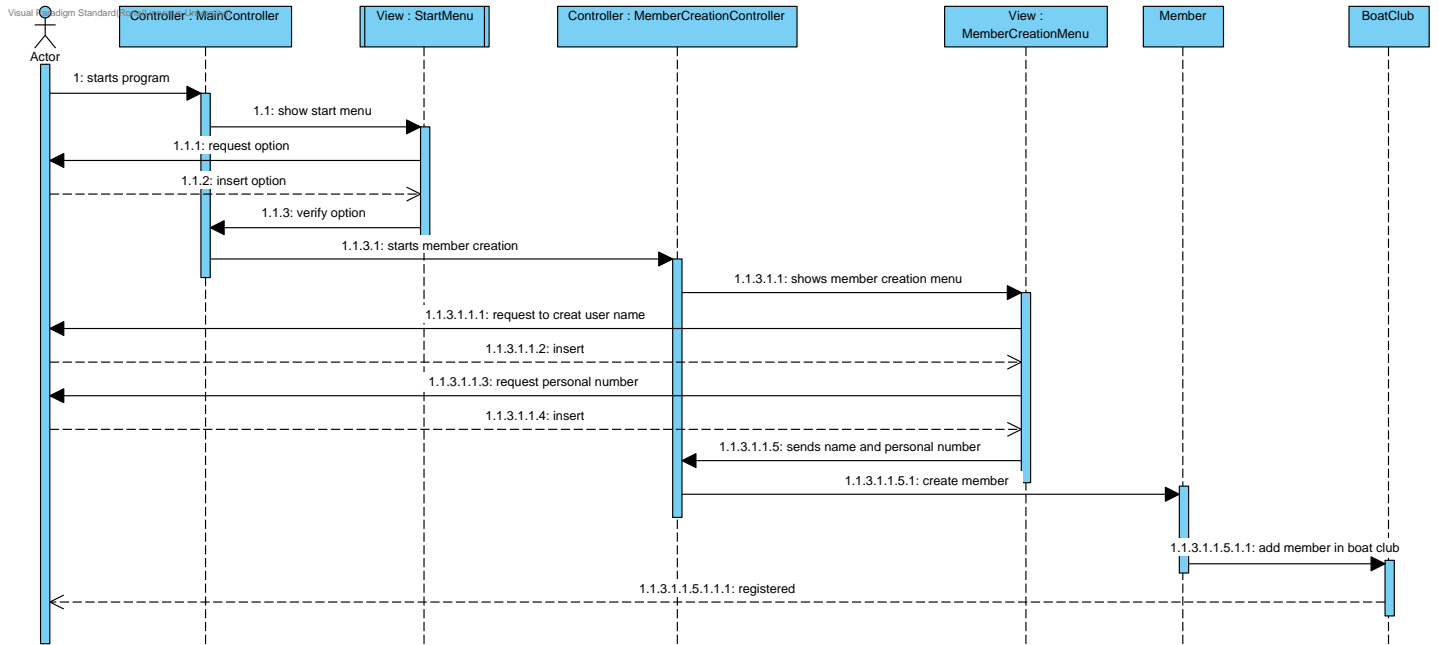 Visual Paradigm Standard
Controller : MainController
View : StartMenu
Controller : MemberCreationController
View :
MemberCreationMenu
Member
BoatClub
Actor
1: starts program
1.1: show start menu
1.1.1: request option
1.1.2: insert option
1.1.3: verify option
1.1.3.1: starts member creation
1.1.3.1.1: shows member creation menu
1.1.3.1.1.1: request to creat user name
1.1.3.1.1.2: insert
1.1.3.1.1.3: request personal number
1.1.3.1.1.4: insert
1.1.3.1.1.5: sends name and personal number
1.1.3.1.1.5.1: create member
1.1.3.1.1.5.1.1: add member in boat club
1.1.3.1.1.5.1.1.1: registered